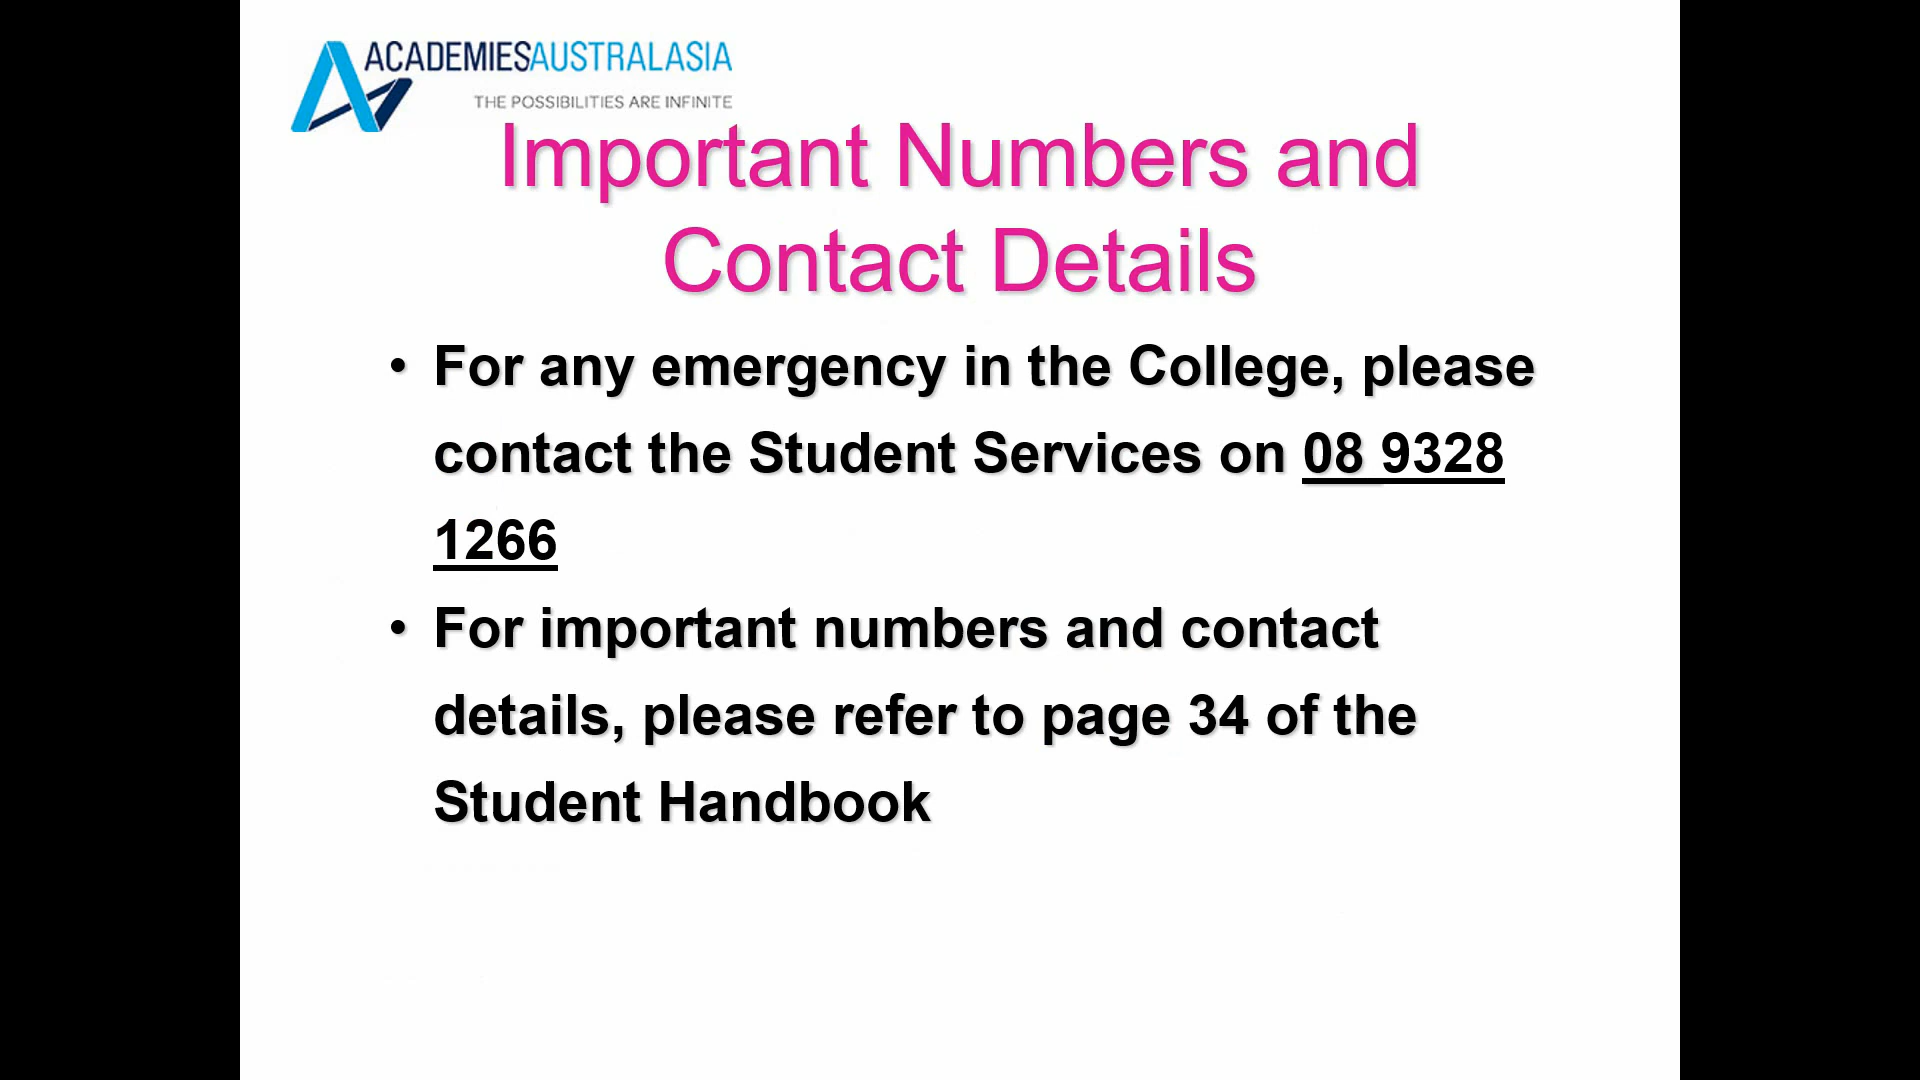 ACADEMIESAUSTRALASIA
THE POSSIBILITIES ARE INFINITE
Important Numbers and
Contact Details
• For any emergency in the College, please
contact the Student Services on 08 9328
1266
• For important numbers and contact
details, please refer to page 34 of the
Student Handbook